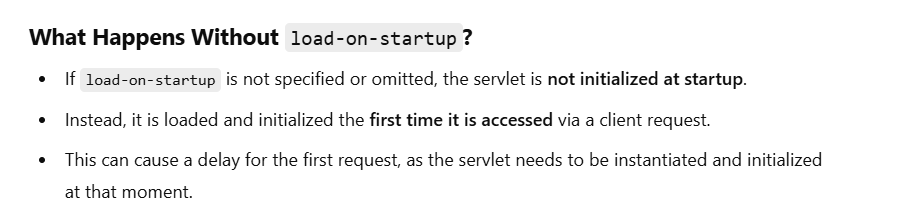 What Happens Without load-on-startup?
• If load-on-startup is not specified or omitted, the servlet is not initialized at startup.
• Instead, it is loaded and initialized the first time it is accessed via a client request.
• This can cause a delay for the first request, as the servlet needs to be instantiated and initialized
at that moment.